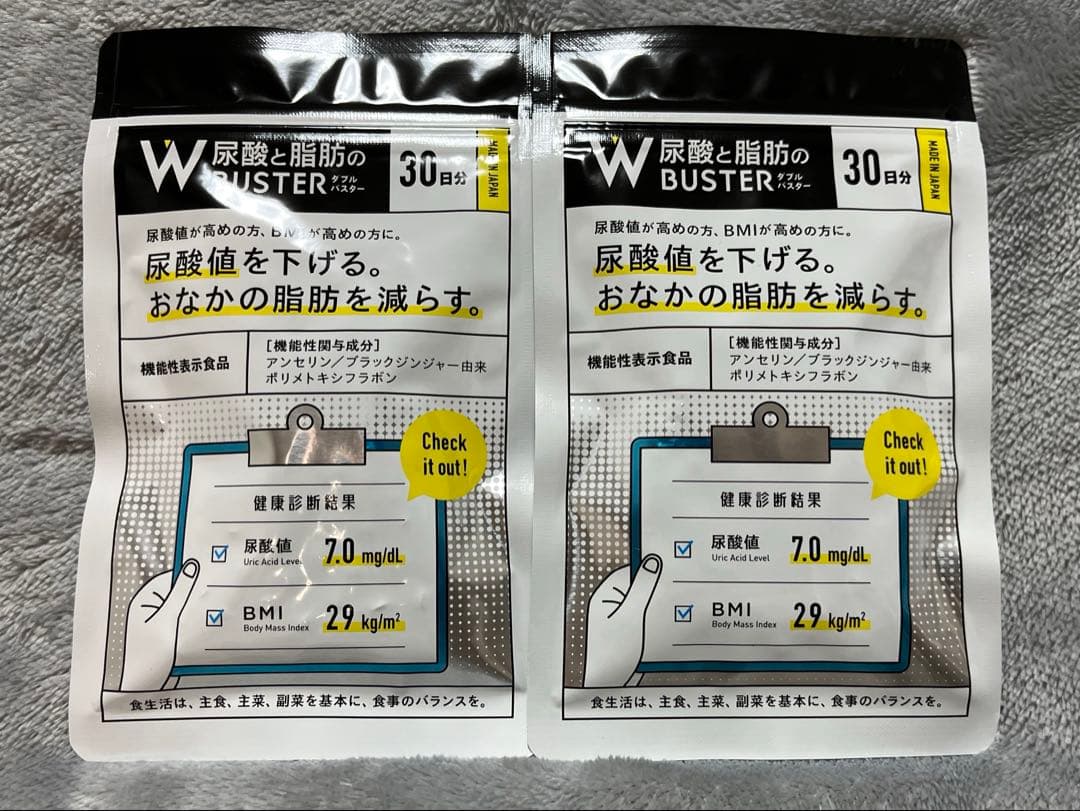 W 尿酸と脂肪の
BUSTER ダブルバスター
30日分
MADE IN JAPAN
尿酸値が高めの方、BMIが高めの方に。
尿酸値を下げる。
おなかの脂肪を減らす。
機能性表示食品
[機能性関与成分]
アンセリン／ブラックジンジャー由来
ポリメトキシフラボン
Check
it out!
健康診断結果
尿酸値 7.0 mg/dL
Uric Acid Level
BMI 29 kg/m²
Body Mass Index
食生活は、主食、主菜、副菜を基本に、食事のバランスを。
W 尿酸と脂肪の
BUSTER ダブルバスター
30日分
MADE IN JAPAN
尿酸値が高めの方、BMIが高めの方に。
尿酸値を下げる。
おなかの脂肪を減らす。
機能性表示食品
[機能性関与成分]
アンセリン／ブラックジンジャー由来
ポリメトキシフラボン
Check
it out!
健康診断結果
尿酸値 7.0 mg/dL
Uric Acid Level
BMI 29 kg/m²
Body Mass Index
食生活は、主食、主菜、副菜を基本に、食事のバランスを。